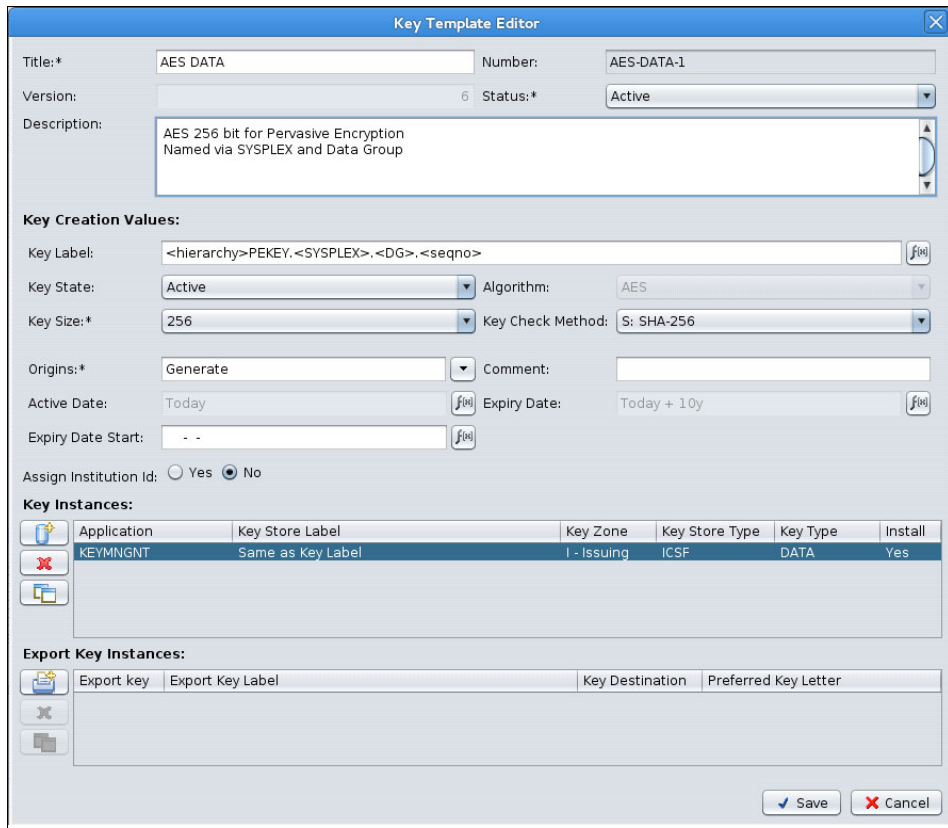 Key Template Editor
Title:* AES DATA Number: AES-DATA-1
Version: 6 Status:* Active
Description: AES 256 bit for Pervasive Encryption
Named via SYSPLEX and Data Group
Key Creation Values:
Key Label: <hierarchy>PEKEY.<SYSPLEX>.<DG>.<seqno> f(x)
Key State: Active Algorithm: AES
Key Size:* 256 Key Check Method: S: SHA-256
Origins:* Generate Comment:
Active Date: Today f(x) Expiry Date: Today + 10y f(x)
Expiry Date Start: - - f(x)
Assign Institution Id: Yes No
Key Instances:
Application Key Store Label Key Zone Key Store Type Key Type Install
KEYMNGNT Same as Key Label I - Issuing ICSF DATA Yes
Export Key Instances:
Export key Export Key Label Key Destination Preferred Key Letter
Save Cancel